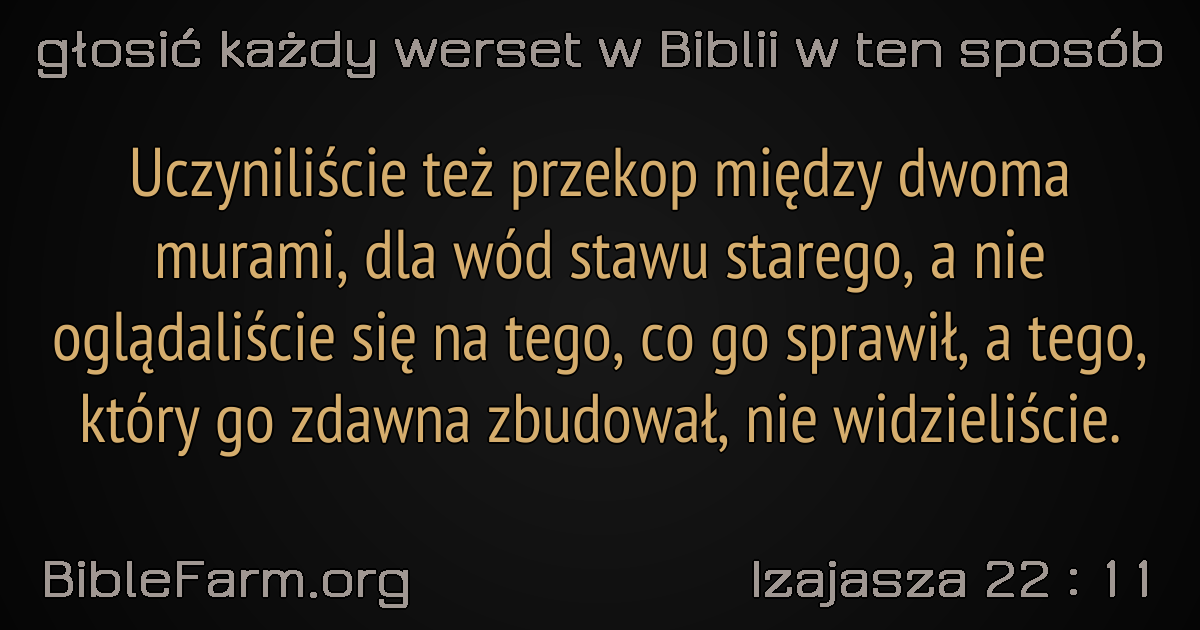 głosić każdy werset w Biblii w ten sposób
Uczyniliście też przekop między dwoma
murami, dla wód stawu starego, a nie
oglądaliście się na tego, co go sprawił, a tego,
który go zdawna zbudował, nie widzieliście.
BibleFarm.org
Izajasza 22 : 11